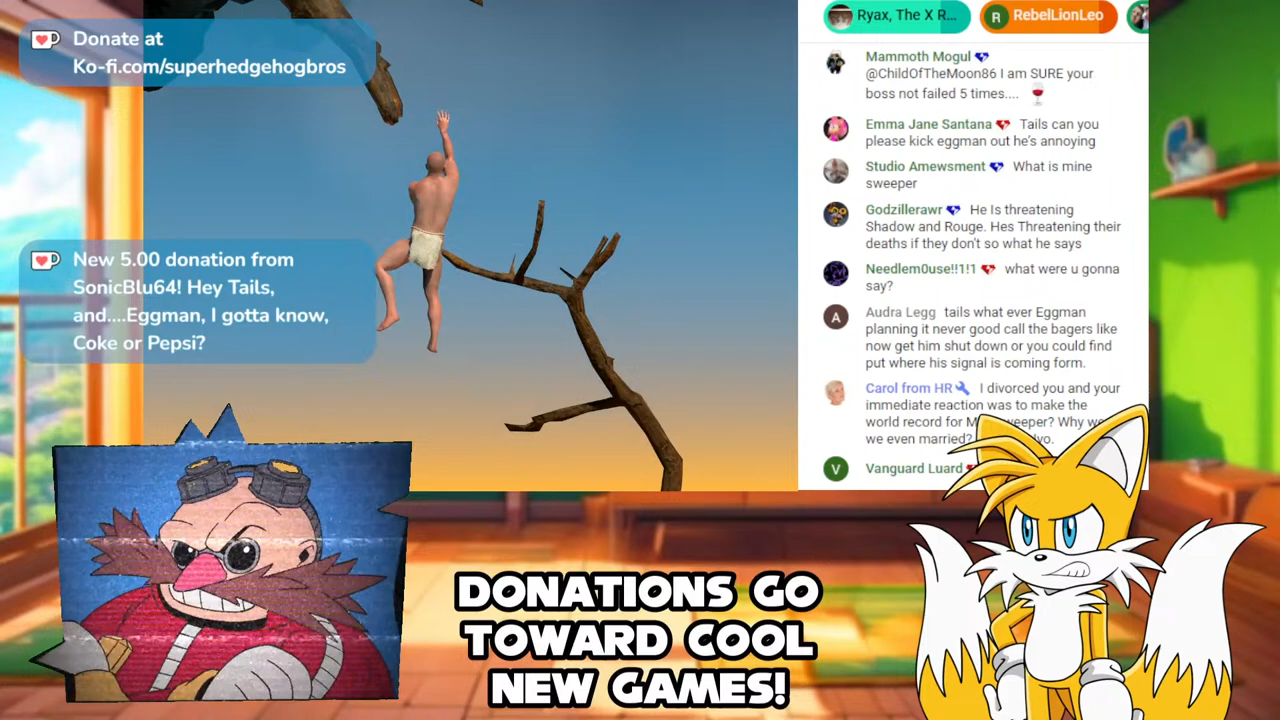 Donate at
Ko-fi.com/superhedgehogbros
New 5.00 donation from
SonicBlu64! Hey Tails,
and....Eggman, I gotta know,
Coke or Pepsi?
Ryax, The X R...
R RebelLionLeo
Mammoth Mogul
@ChildOfTheMoon86 I am SURE your
boss not failed 5 times....
Emma Jane Santana Tails can you
please kick eggman out he's annoying
Studio Amewsment What is mine
sweeper
Godzillerawr He Is threatening
Shadow and Rouge. Hes Threatening their
deaths if they don't so what he says
Needlem0use!!1!1 what were u gonna
say?
A Audra Legg tails what ever Eggman
planning it never good call the bagers like
now get him shut down or you could find
put where his signal is coming form.
Carol from HR I divorced you and your
immediate reaction was to make the
world record for M eeper? Why we
we even married? vo.
V Vanguard Luard
DONATIONS GO
TOWARD COOL
NEW GAMES!